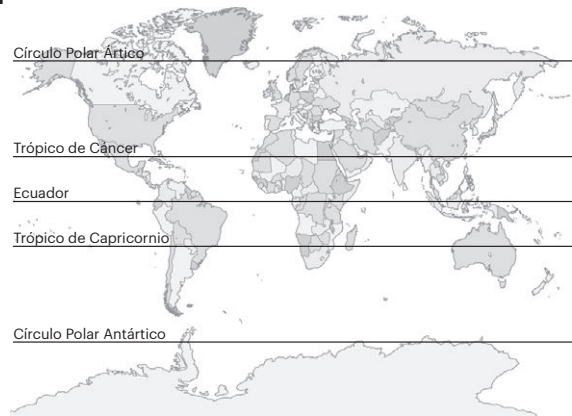 Círculo Polar Ártico
Trópico de Cáncer
Ecuador
Trópico de Capricornio
Círculo Polar Antártico